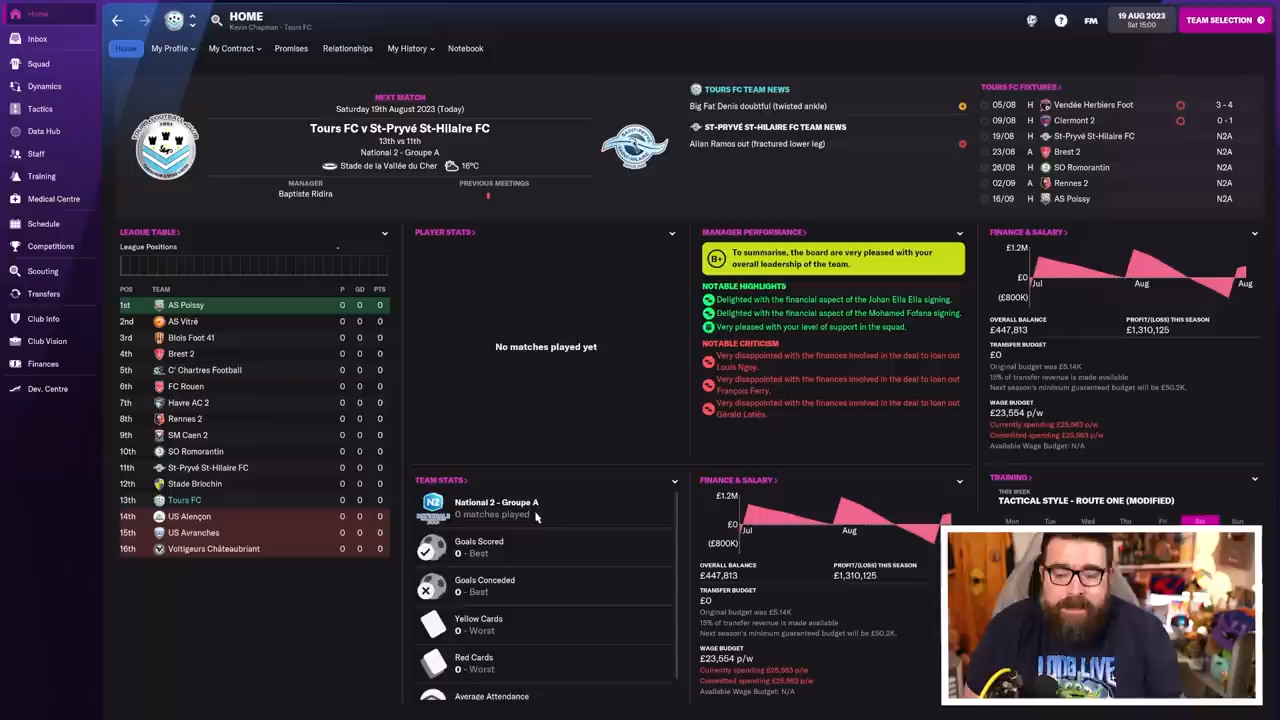 Home
Inbox
Squad
Dynamics
Tactics
Data Hub
Staff
Training
Medical Centre
Schedule
Competitions
Scouting
Transfers
Club Info
Club Vision
Finances
Dev. Centre
HOME
Kevin Chapman - Tours FC
FM
19 AUG 2023
Sat 15:00
TEAM SELECTION
Home
My Profile
My Contract
Promises
Relationships
My History
Notebook
NEXT MATCH
Saturday 19th August 2023 (Today)
Tours FC v St-Pryvé St-Hilaire FC
13th vs 11th
National 2 - Groupe A
Stade de la Vallée du Cher 16°C
MANAGER
Baptiste Ridira
PREVIOUS MEETINGS
TOURS FC TEAM NEWS
Big Fat Denis doubtful (twisted ankle)
ST-PRYVÉ ST-HILAIRE FC TEAM NEWS
Allan Ramos out (fractured lower leg)
TOURS FC FIXTURES
05/08 H Vendée Herbiers Foot 3 - 4
09/08 H Clermont 2 0 - 1
19/08 H St-Pryvé St-Hilaire FC N2A
23/08 A Brest 2 N2A
26/08 H SO Romorantin N2A
02/09 A Rennes 2 N2A
16/09 H AS Poissy N2A
LEAGUE TABLE
League Positions -
POS TEAM P GD PTS
1st AS Poissy 0 0 0
2nd AS Vitré 0 0 0
3rd Blois Foot 41 0 0 0
4th Brest 2 0 0 0
5th C' Chartres Football 0 0 0
6th FC Rouen 0 0 0
7th Havre AC 2 0 0 0
8th Rennes 2 0 0 0
9th SM Caen 2 0 0 0
10th SO Romorantin 0 0 0
11th St-Pryvé St-Hilaire FC 0 0 0
12th Stade Briochin 0 0 0
13th Tours FC 0 0 0
14th US Alençon 0 0 0
15th US Avranches 0 0 0
16th Voltigeurs Châteaubriant 0 0 0
PLAYER STATS
No matches played yet
TEAM STATS
National 2 - Groupe A
0 matches played
Goals Scored
0 - Best
Goals Conceded
0 - Best
Yellow Cards
0 - Worst
Red Cards
0 - Worst
Average Attendance
MANAGER PERFORMANCE
B+
To summarise, the board are very pleased with your
overall leadership of the team.
NOTABLE HIGHLIGHTS
Delighted with the financial aspect of the Johan Ella Ella signing.
Delighted with the financial aspect of the Mohamed Fofana signing.
Very pleased with your level of support in the squad.
NOTABLE CRITICISM
Very disappointed with the finances involved in the deal to loan out
Louis Ngoy.
Very disappointed with the finances involved in the deal to loan out
François Ferry.
Very disappointed with the finances involved in the deal to loan out
Gérald Lotiès.
FINANCE & SALARY
£1.2M
£0
(£800K)
Jul
Aug
OVERALL BALANCE
£447,813
PROFIT/(LOSS) THIS SEASON
£1,310,125
TRANSFER BUDGET
£0
Original budget was £5.14K
15% of transfer revenue is made available
Next season's minimum guaranteed budget will be £50.2K.
WAGE BUDGET
£23,554 p/w
Currently spending £25,563 p/w
Committed spending £25,563 p/w
Available Wage Budget: N/A
FINANCE & SALARY
£1.2M
£0
(£800K)
Jul
Aug
Aug
OVERALL BALANCE
£447,813
PROFIT/(LOSS) THIS SEASON
£1,310,125
TRANSFER BUDGET
£0
Original budget was £5.14K
15% of transfer revenue is made available
Next season's minimum guaranteed budget will be £50.2K.
WAGE BUDGET
£23,554 p/w
Currently spending £25,563 p/w
Committed spending £25,563 p/w
Available Wage Budget: N/A
TRAINING
THIS WEEK
TACTICAL STYLE - ROUTE ONE (MODIFIED)
Mon Tue Wed Thu Fri Sat Sun